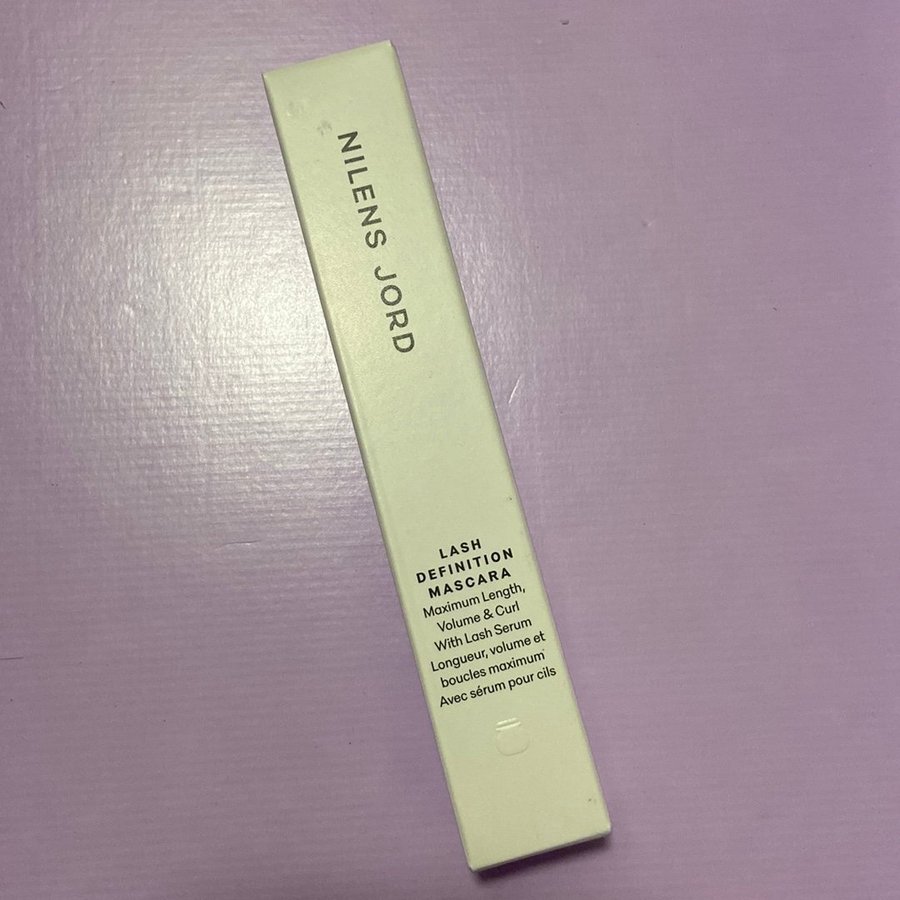 NILENS JORD
LASH
DEFINITION
MASCARA
Maximum Length,
Volume & Curl
With Lash Serum
Longueur, volume et
boucles maximum
Avec sérum pour cils